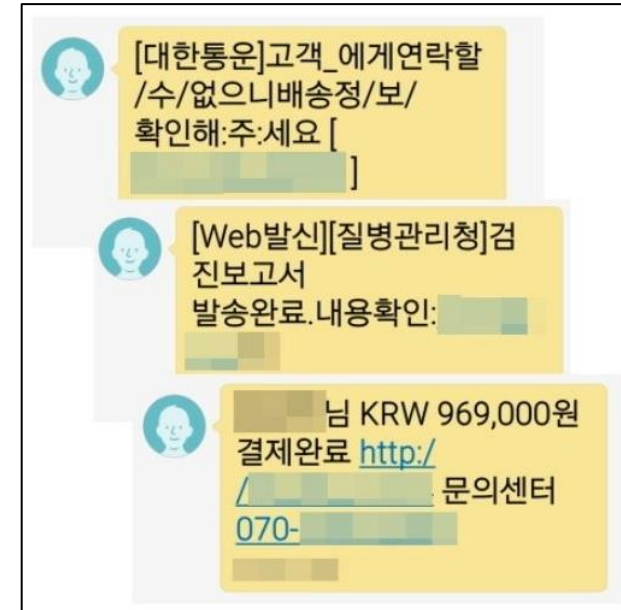 [대한통운]고객_에게연락할
/수/없으니배송정/보/
확인해:주:세요 [
]
[Web발신][질병관리청]검
진보고서
발송완료.내용확인:
님 KRW 969,000원
결제완료 http:/
/ 문의센터
070-